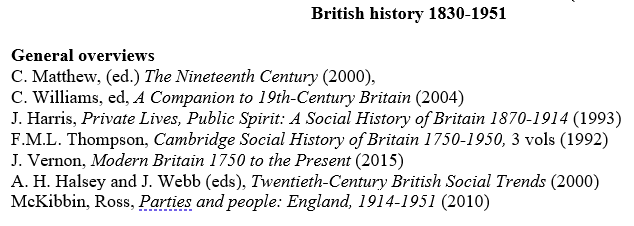 British history 1830-1951
General overviews
C. Matthew, (ed.) The Nineteenth Century (2000),
C. Williams, ed, A Companion to 19th-Century Britain (2004)
J. Harris, Private Lives, Public Spirit: A Social History of Britain 1870-1914 (1993)
F.M.L. Thompson, Cambridge Social History of Britain 1750-1950, 3 vols (1992)
J. Vernon, Modern Britain 1750 to the Present (2015)
A. H. Halsey and J. Webb (eds), Twentieth-Century British Social Trends (2000)
McKibbin, Ross, Parties and people: England, 1914-1951 (2010)